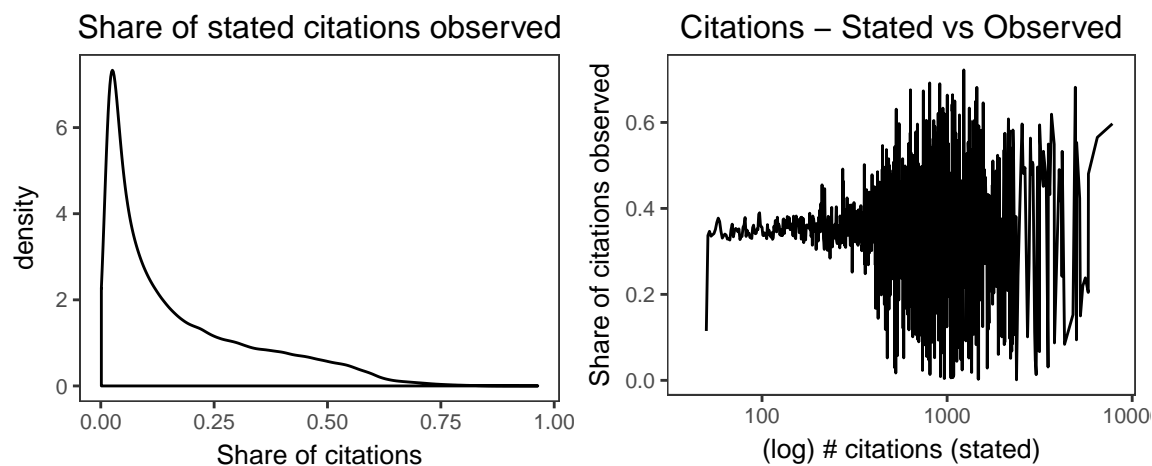 Share of stated citations observed
density
6
4
2
0
0.00 0.25 0.50 0.75 1.00
Share of citations
Citations – Stated vs Observed
Share of citations observed
0.6
0.4
0.2
0.0
100 1000 1000
(log) # citations (stated)